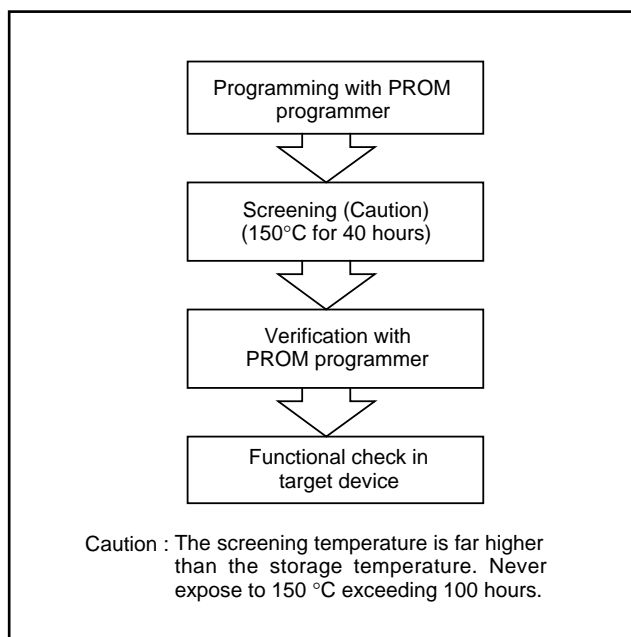 Programming with PROM
programmer
Screening (Caution)
(150°C for 40 hours)
Verification with
PROM programmer
Functional check in
target device
Caution : The screening temperature is far higher
than the storage temperature. Never
expose to 150 °C exceeding 100 hours.